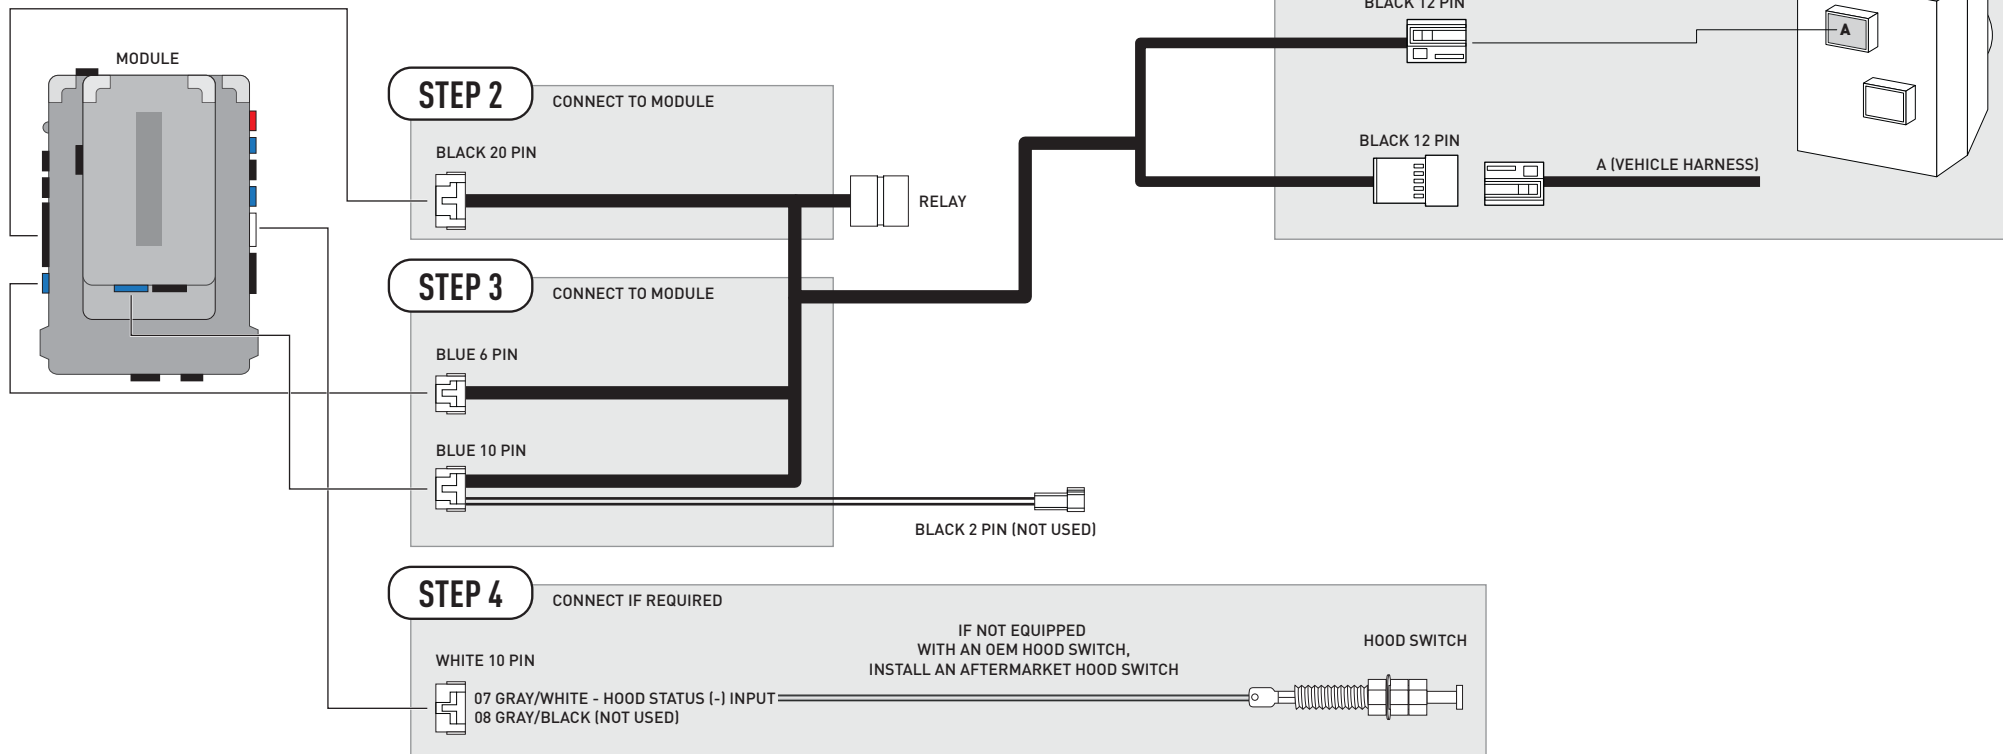 BLACK 12 PIN
A
MODULE
STEP 2
CONNECT TO MODULE
BLACK 20 PIN
RELAY
BLACK 12 PIN
A (VEHICLE HARNESS)
STEP 3
CONNECT TO MODULE
BLUE 6 PIN
BLUE 10 PIN
BLACK 2 PIN (NOT USED)
STEP 4
CONNECT IF REQUIRED
IF NOT EQUIPPED
WITH AN OEM HOOD SWITCH,
INSTALL AN AFTERMARKET HOOD SWITCH
HOOD SWITCH
WHITE 10 PIN
07 GRAY/WHITE - HOOD STATUS (-) INPUT
08 GRAY/BLACK (NOT USED)